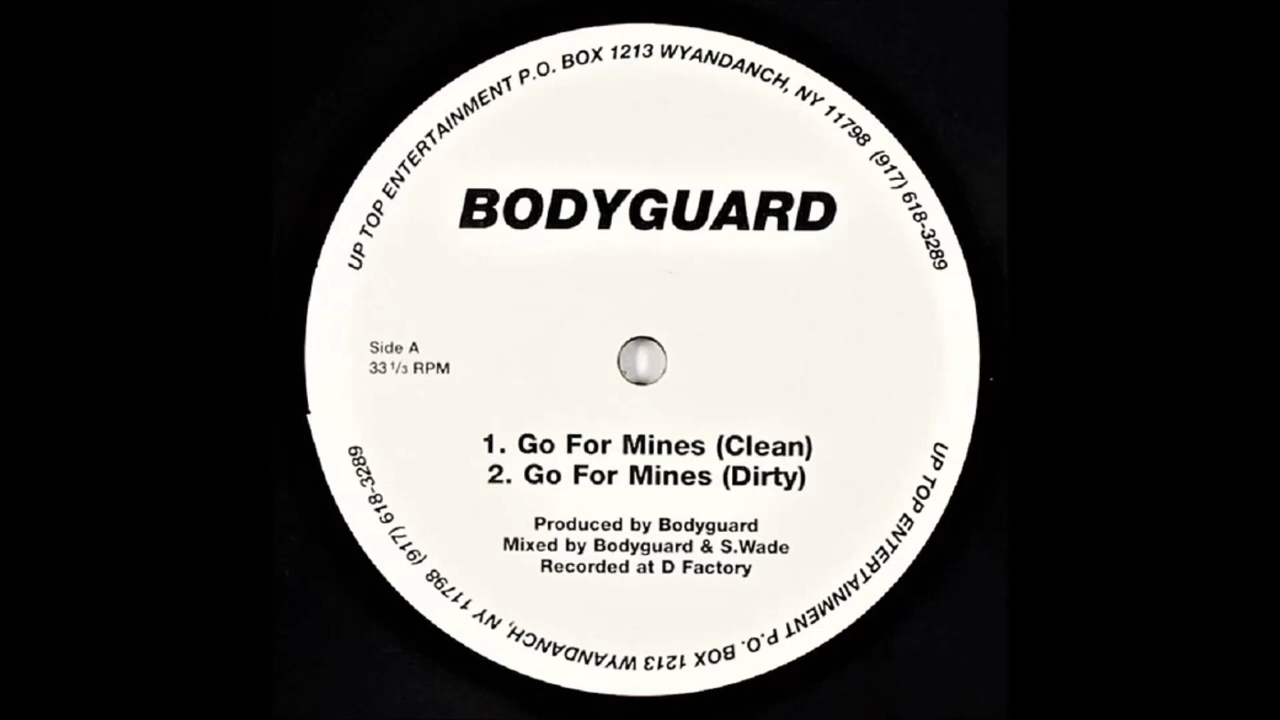 UP TOP ENTERTAINMENT P.O. BOX 1213 WYANDANCH, NY 11798 (917) 618-3289
BODYGUARD
Side A
33 1/3 RPM
1. Go For Mines (Clean)
2. Go For Mines (Dirty)
Produced by Bodyguard
Mixed by Bodyguard & S.Wade
Recorded at D Factory
UP TOP ENTERTAINMENT P.O. BOX 1213 WYANDANCH, NY 11798 (917) 618-3289